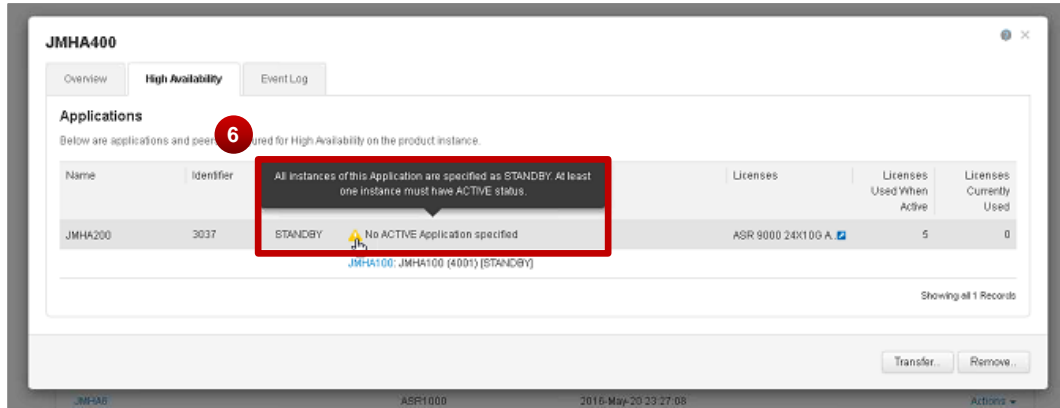 JMHA400
Overview
High Availability
Event Log
Applications
Below are applications and peers ured for High Availability on the product instance.
6
Name
Identifier
All instances of this Application are specified as STANDBY. At least
one instance must have ACTIVE status.
Licenses
Licenses
Used When
Active
Licenses
Currently
Used
JMHA200
3037
STANDBY
No ACTIVE Application specified
ASR 9000 24X10G A..
5
0
JMHA100: JMHA100 (4001) [STANDBY]
Showing all 1 Records
Transfer..
Remove..
JMHA6
ASR1000
2016-May-20 23:27:08
Actions